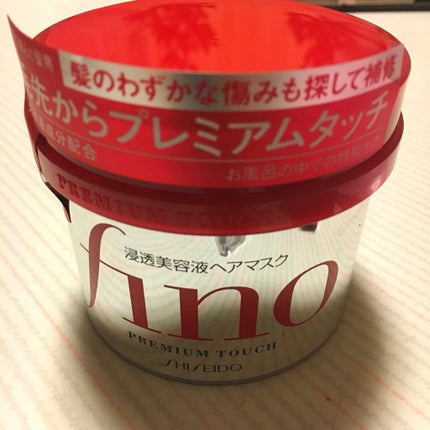 髪のわずかな傷みも探して補修
先からプレミアムタッチ
分配合
お風呂の中での特別
PREMIUM TOUCH
浸透美容液ヘアマスク
fino
PREMIUM TOUCH
SHISEIDO